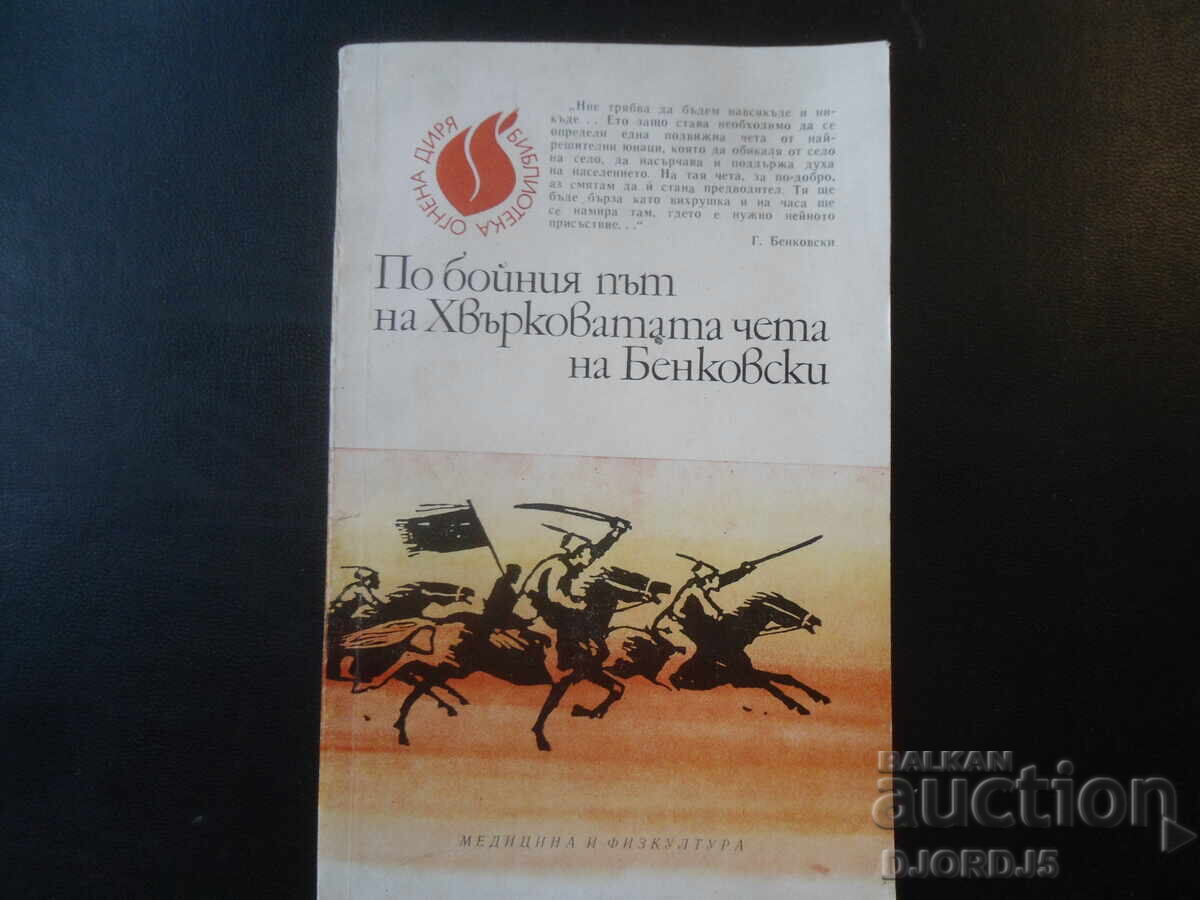 БИБЛИОТЕКА ОГНЕНА ДИРЯ
„Ние трябва да бъдем навсякъде и ни-
къде . . Ето защо става необходимо да се
определи една подвижна чета от най-
решителни юнаци, която да обикаля от село
на село, да насърчава и поддържа духа
на населението. На тая чета, за по-добро,
аз смятам да ѝ стана предводител. Тя ще
бъде бърза като вихрушка и на часа ще
се намира там, гдето е нужно нейното
присъствие. . .“
Г. Бенковски
По бойния път
на Хвърковатата чета
на Бенковски
МЕДИЦИНА И ФИЗКУЛТУРА
BALKAN
auction
DJORDJ5